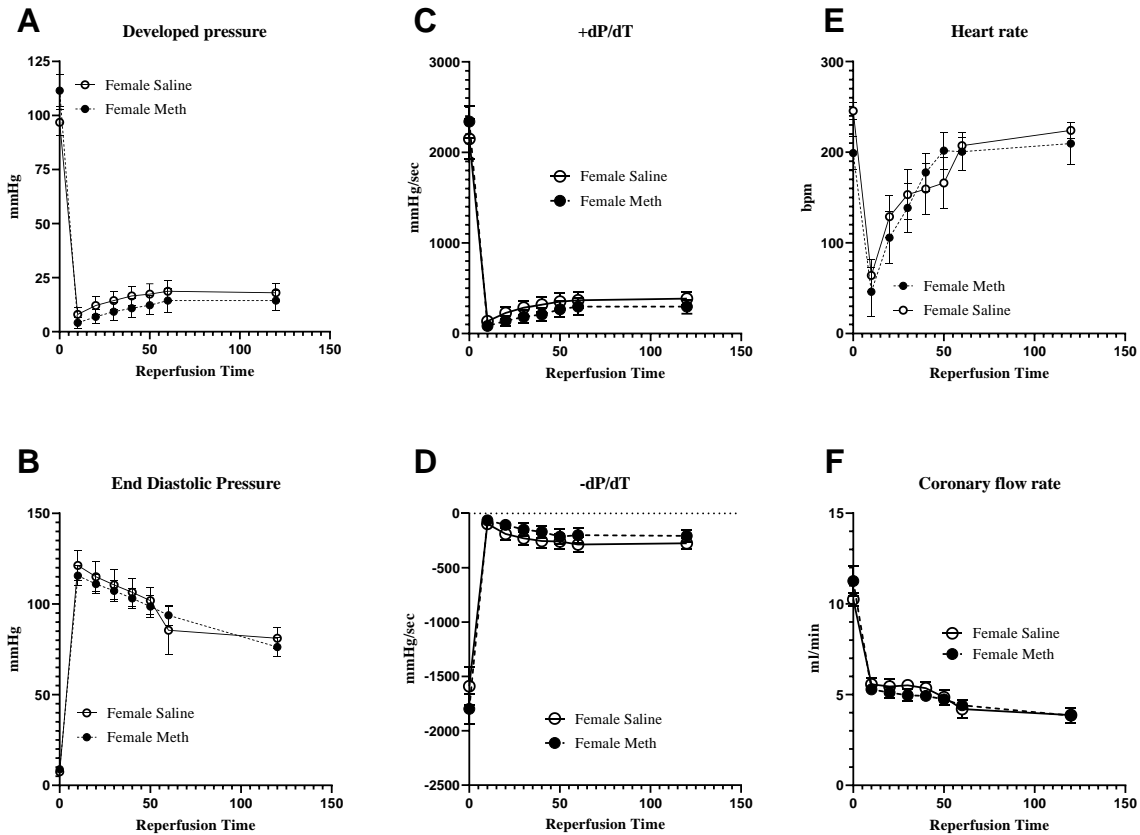 A
Developed pressure
125
100
75
50
25
0
mmHg
Female Saline
Female Meth
0
50
100
150
Reperfusion Time
C
+dP/dT
3000
2000
1000
0
mmHg/sec
Female Saline
Female Meth
0
50
100
150
Reperfusion Time
E
Heart rate
300
200
100
0
bpm
Female Meth
Female Saline
0
50
100
150
Reperfusion Time
B
End Diastolic Pressure
150
100
50
0
mmHg
Female Saline
Female Meth
0
50
100
150
Reperfusion Time
D
-dP/dT
0
-500
-1000
-1500
-2000
-2500
mmHg/sec
Female Saline
Female Meth
0
50
100
150
Reperfusion Time
F
Coronary flow rate
15
10
5
0
ml/min
Female Saline
Female Meth
0
50
100
150
Reperfusion Time